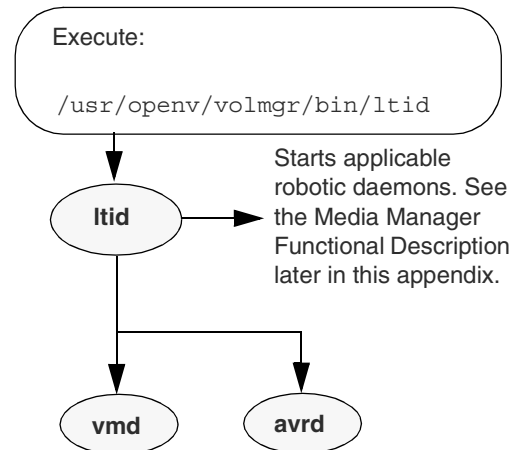 Execute:
/usr/openv/volmgr/bin/ltid
Starts applicable
robotic daemons. See
the Media Manager
Functional Description
later in this appendix.
ltid
vmd
avrd